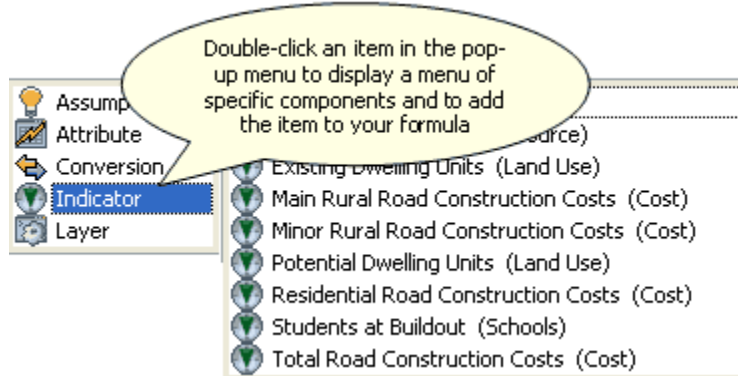 Double-click an item in the pop-
up menu to display a menu of
specific components and to add
the item to your formula
Assump
Attribute
Conversion
Indicator
Layer
Existing Dwelling Units (Land Use)
Main Rural Road Construction Costs (Cost)
Minor Rural Road Construction Costs (Cost)
Potential Dwelling Units (Land Use)
Residential Road Construction Costs (Cost)
Students at Buildout (Schools)
Total Road Construction Costs (Cost)